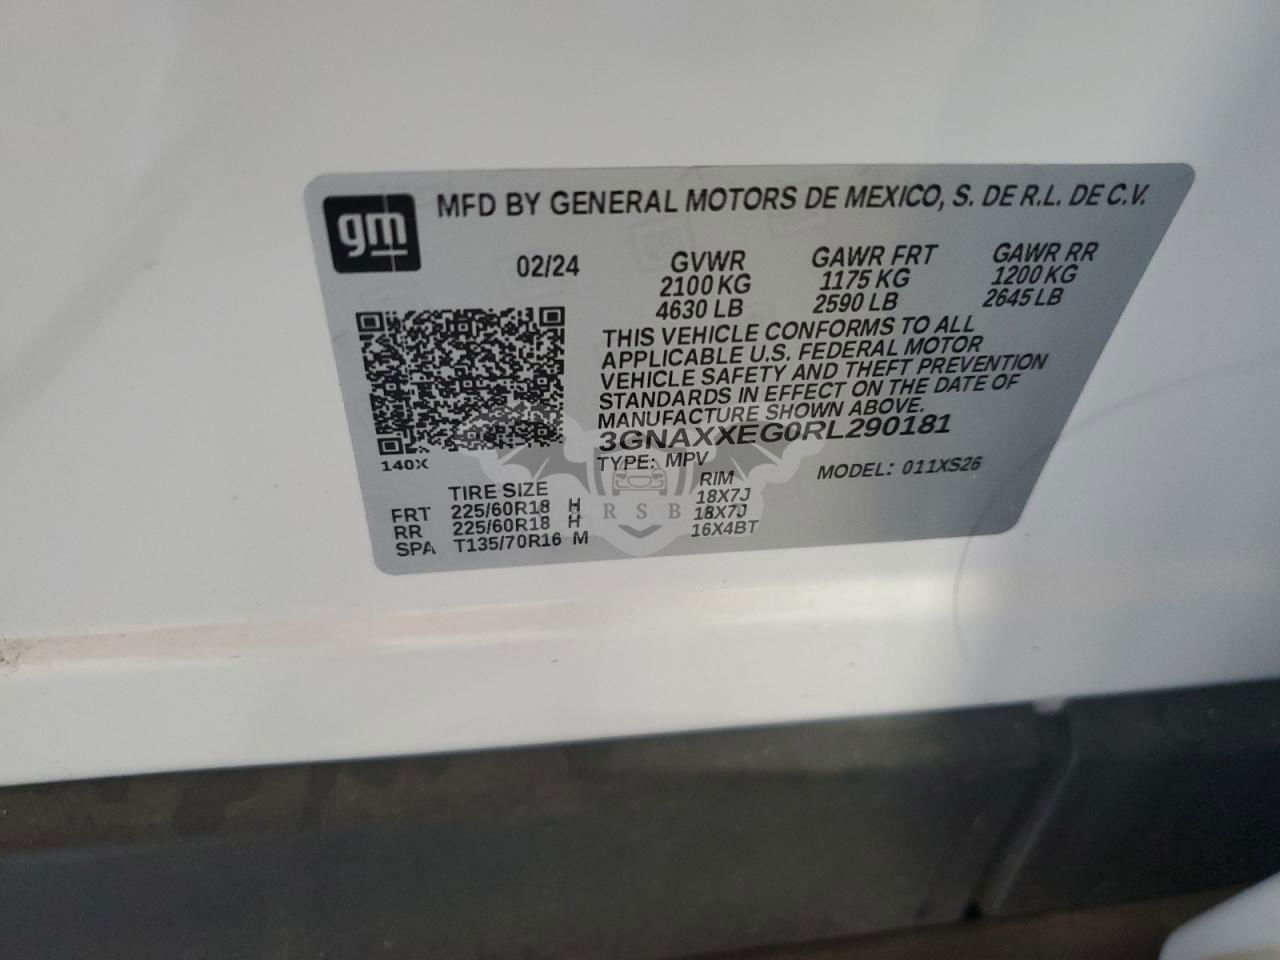 gm MFD BY GENERAL MOTORS DE MEXICO, S. DE R.L. DE C.V.
02/24 GVWR GAWR FRT GAWR RR
2100 KG 1175 KG 1200 KG
4630 LB 2590 LB 2645 LB
THIS VEHICLE CONFORMS TO ALL
APPLICABLE U.S. FEDERAL MOTOR
VEHICLE SAFETY AND THEFT PREVENTION
STANDARDS IN EFFECT ON THE DATE OF
MANUFACTURE SHOWN ABOVE.
3GNAXXEG0RL290181
140X TYPE: MPV MODEL: 011XS26
TIRE SIZE RIM
FRT 225/60R18 H 18X7J
RR 225/60R18 H 18X7J
SPA T135/70R16 M 16X4BT